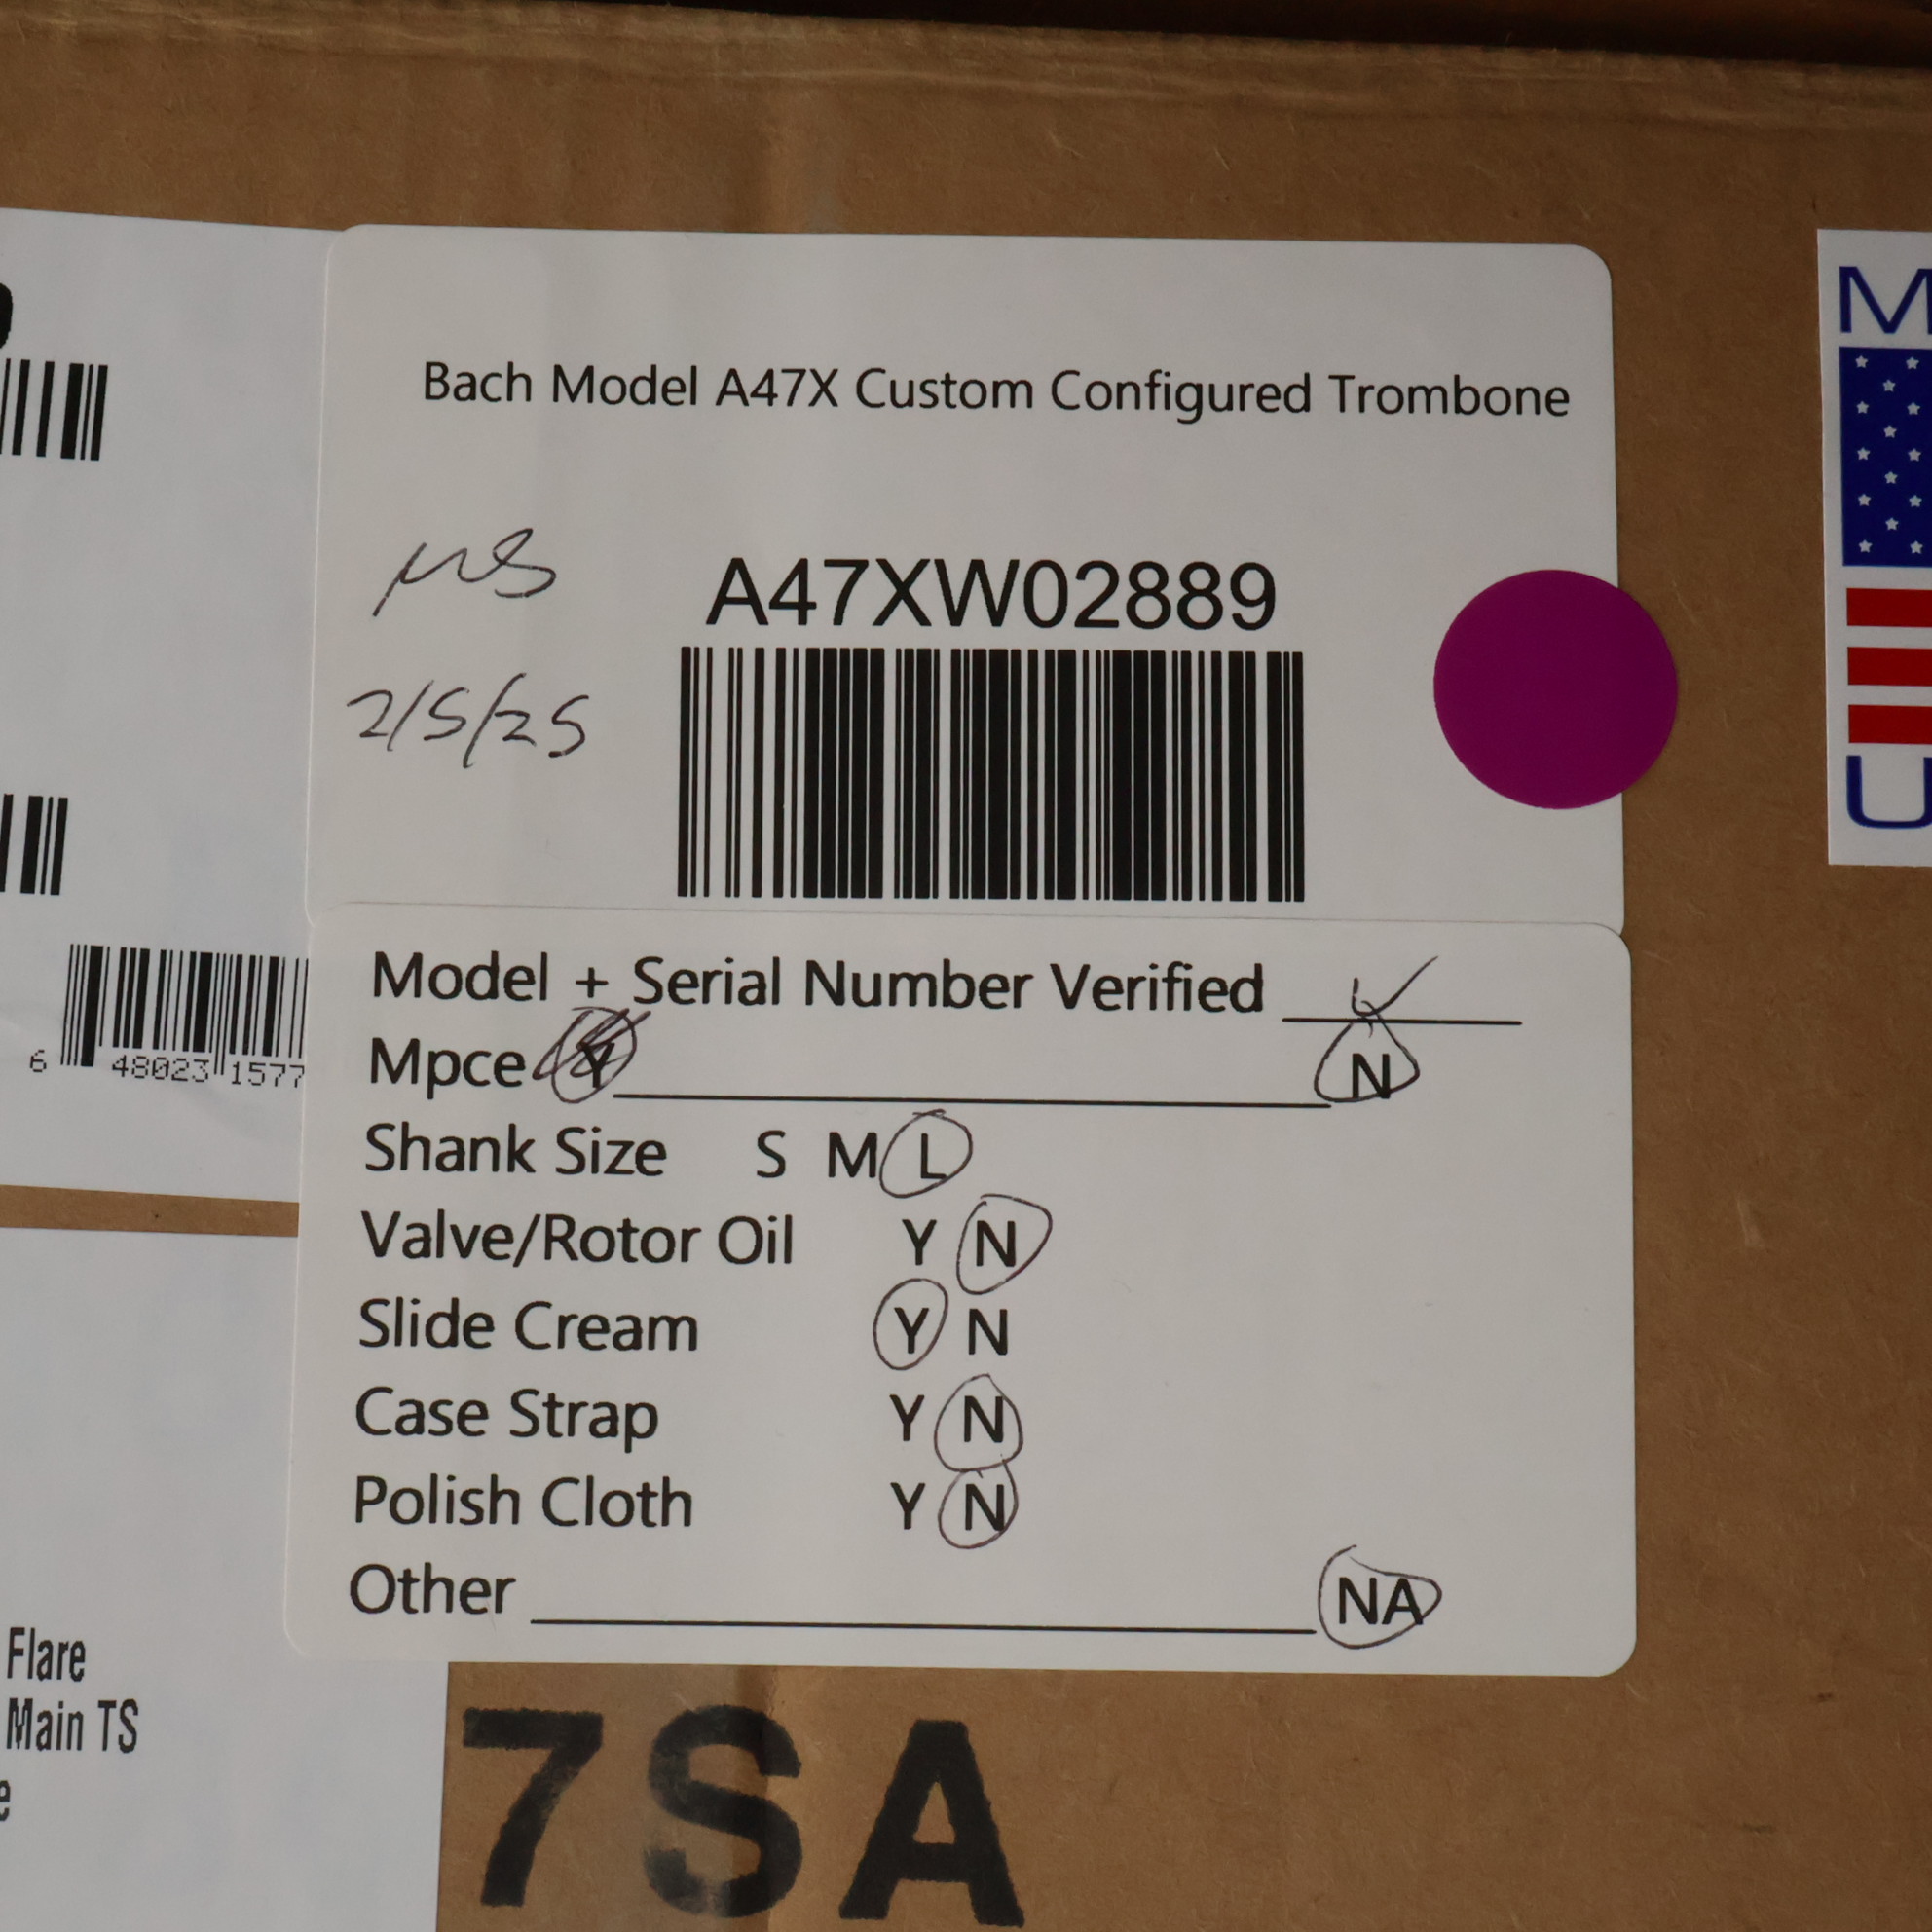 Bach Model A47X Custom Configured Trombone
A47XW02889
2/5/25
Model + Serial Number Verified
Mpce Y N
Shank Size S M L
Valve/Rotor Oil Y N
Slide Cream Y N
Case Strap Y N
Polish Cloth Y N
Other NA
6 48023 1577
Flare
Main TS
7SA
M
U